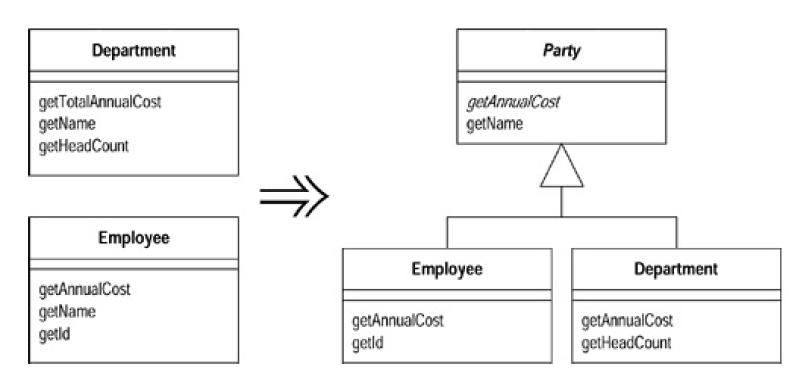 Department
getTotalAnnualCost
getName
getHeadCount
Employee
getAnnualCost
getName
getId
Party
getAnnualCost
getName
Employee
getAnnualCost
getId
Department
getAnnualCost
getHeadCount